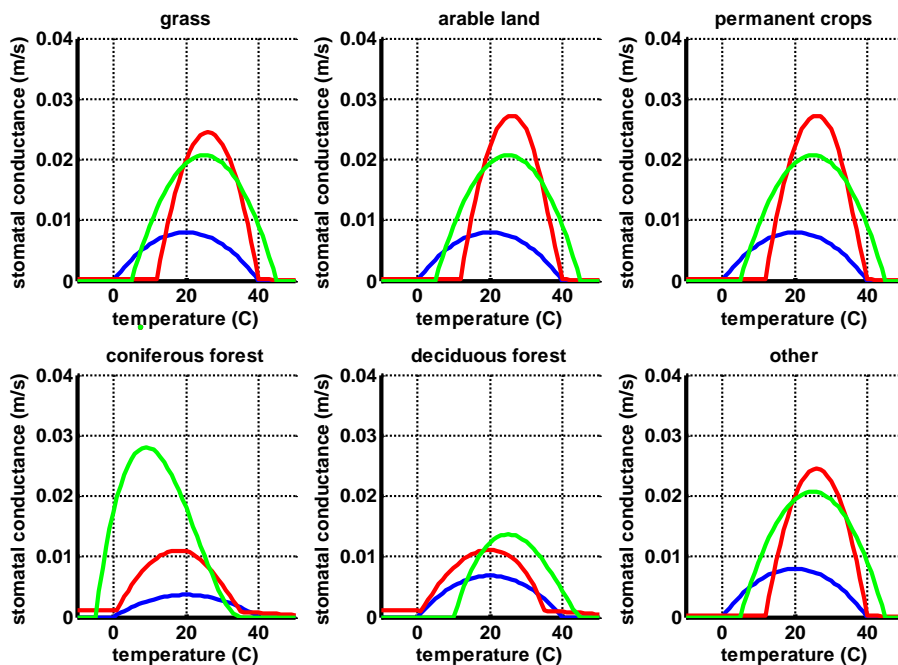 grass
arable land
permanent crops
stomatal conductance (m/s)
0.04
0.03
0.02
0.01
0
0 20 40
temperature (C)
stomatal conductance (m/s)
0.04
0.03
0.02
0.01
0
0 20 40
temperature (C)
stomatal conductance (m/s)
0.04
0.03
0.02
0.01
0
0 20 40
temperature (C)
coniferous forest
deciduous forest
other
stomatal conductance (m/s)
0.04
0.03
0.02
0.01
0
0 20 40
temperature (C)
stomatal conductance (m/s)
0.04
0.03
0.02
0.01
0
0 20 40
temperature (C)
stomatal conductance (m/s)
0.04
0.03
0.02
0.01
0
0 20 40
temperature (C)